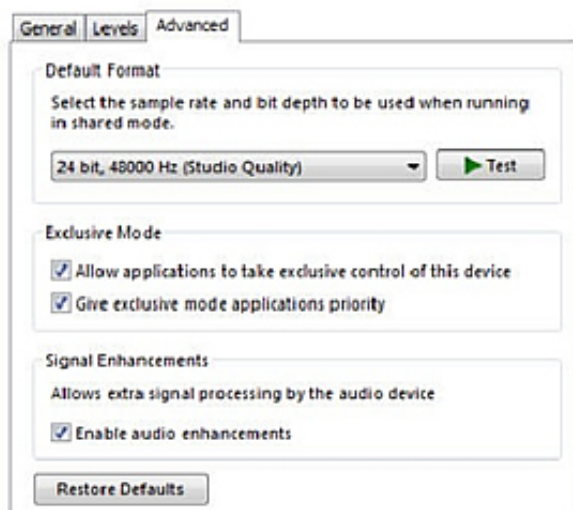 General Levels Advanced
Default Format
Select the sample rate and bit depth to be used when running
in shared mode.
24 bit, 48000 Hz (Studio Quality) Test
Exclusive Mode
Allow applications to take exclusive control of this device
Give exclusive mode applications priority
Signal Enhancements
Allows extra signal processing by the audio device
Enable audio enhancements
Restore Defaults